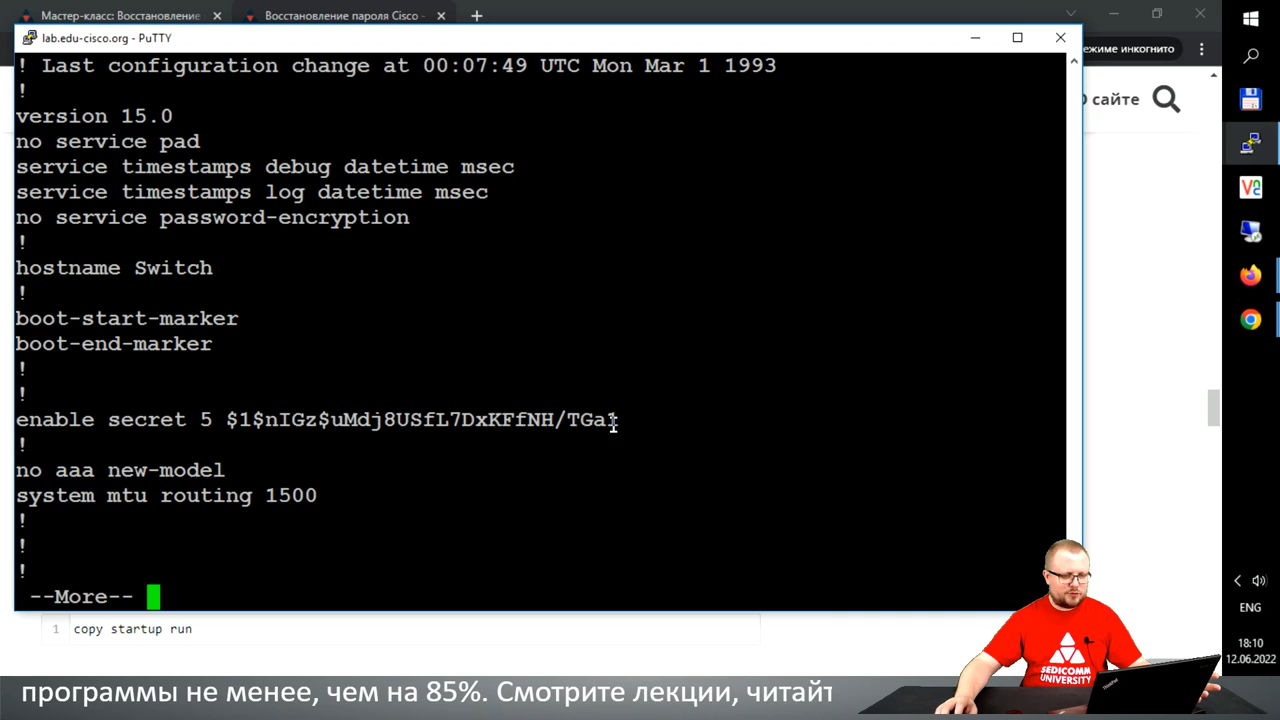 Мастер-класс: Восстановление
Восстановление пароля Cisco -
lab.edu-cisco.org - PuTTY
ежиме инкогнито
О сайте
! Last configuration change at 00:07:49 UTC Mon Mar 1 1993
!
version 15.0
no service pad
service timestamps debug datetime msec
service timestamps log datetime msec
no service password-encryption
!
hostname Switch
!
boot-start-marker
boot-end-marker
!
!
enable secret 5 $1$nIGz$uMdj8USfL7DxKFfNH/TGa1
!
no aaa new-model
system mtu routing 1500
!
!
!
--More--
1 copy startup run
ENG
18:10
12.06.2022
SEDICOMM
UNIVERSITY
ThinkPad
программы не менее, чем на 85%. Смотрите лекции, читайт